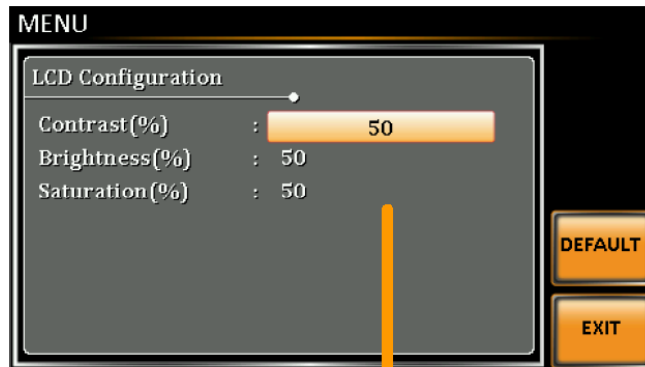 MENU
LCD Configuration
Contrast(%) : 50
Brightness(%) : 50
Saturation(%) : 50
DEFAULT
EXIT